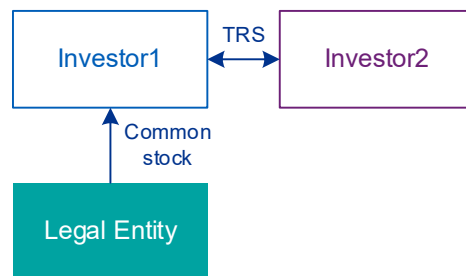 TRS
Investor1
Investor2
Common
stock
Legal Entity